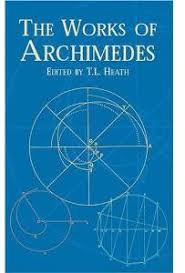 THE WORKS OF
ARCHIMEDES
EDITED BY T.L. HEATH